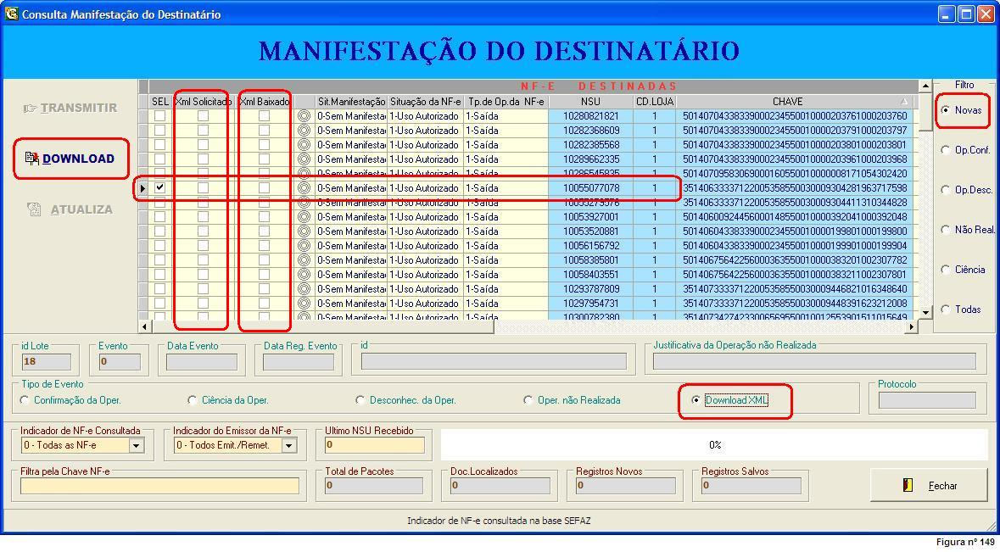 Consulta Manifestação do Destinatário
MANIFESTAÇÃO DO DESTINATÁRIO
TRANSMITIR
DOWNLOAD
ATUALIZA
NF-E DESTINADAS
SEL Xml Solicitado Xml Baixado Sit.Manifestação Situação da NF-e Tp.de Op.da NF-e NSU CD.LOJA CHAVE
0-Sem Manifesta 1-Uso Autorizado 1-Saída 10280821821 1 50140704338339000234550010000203761000203760
0-Sem Manifesta 1-Uso Autorizado 1-Saída 10282368609 1 50140704338339000234550010000203791000203797
0-Sem Manifesta 1-Uso Autorizado 1-Saída 10282385568 1 50140704338339000234550010000203801000203801
0-Sem Manifesta 1-Uso Autorizado 1-Saída 10289662335 1 50140704338339000234550010000203961000203968
0-Sem Manifesta 1-Uso Autorizado 1-Saída 10286545835 1 50140709583069000160550010000008171054302420
0-Sem Manifesta 1-Uso Autorizado 1-Saída 10055077078 1 35140633337122005358550030009304281963717598
0-Sem Manifesta 1-Uso Autorizado 1-Saída 10055279576 1 35140633337122005358550030009304411310344828
0-Sem Manifesta 1-Uso Autorizado 1-Saída 10053927001 1 50140600924456000148550010000392041000392048
0-Sem Manifesta 1-Uso Autorizado 1-Saída 10053520881 1 50140604338339000234550010000199801000199800
0-Sem Manifesta 1-Uso Autorizado 1-Saída 10056156792 1 50140604338339000234550010000199901000199904
0-Sem Manifesta 1-Uso Autorizado 1-Saída 10058385801 1 50140675642256000363550010000383201002307782
0-Sem Manifesta 1-Uso Autorizado 1-Saída 10058403551 1 50140675642256000363550010000383211002307801
0-Sem Manifesta 1-Uso Autorizado 1-Saída 10293787809 1 35140733337122005358550030009446821016348640
0-Sem Manifesta 1-Uso Autorizado 1-Saída 10297954731 1 35140733337122005358550030009448391623212008
0-Sem Manifesta 1-Uso Autorizado 1-Saída 10300782380 1 35140734274233006569550010012553901511015649
Filtro
Novas
Op.Conf.
Op.Desc.
Não Real.
Ciência
Todas
id Lote Evento Data Evento Data Reg. Evento id Justificativa da Operação não Realizada
18 0
Tipo de Evento Protocolo
Confirmação da Oper. Ciência da Oper. Desconhec. da Oper. Oper. não Realizada Download XML
Indicador de NF-e Consultada Indicador do Emissor da NF-e Ultimo NSU Recebido
0 - Todas as NF-e 0 - Todos Emit./Remet. 0 0%
Filtra pela Chave NF-e Total de Pacotes Doc.Localizados Registros Novos Registros Salvos
0 0 0 0 Fechar
Indicador de NF-e consultada na base SEFAZ
Figura nº 149